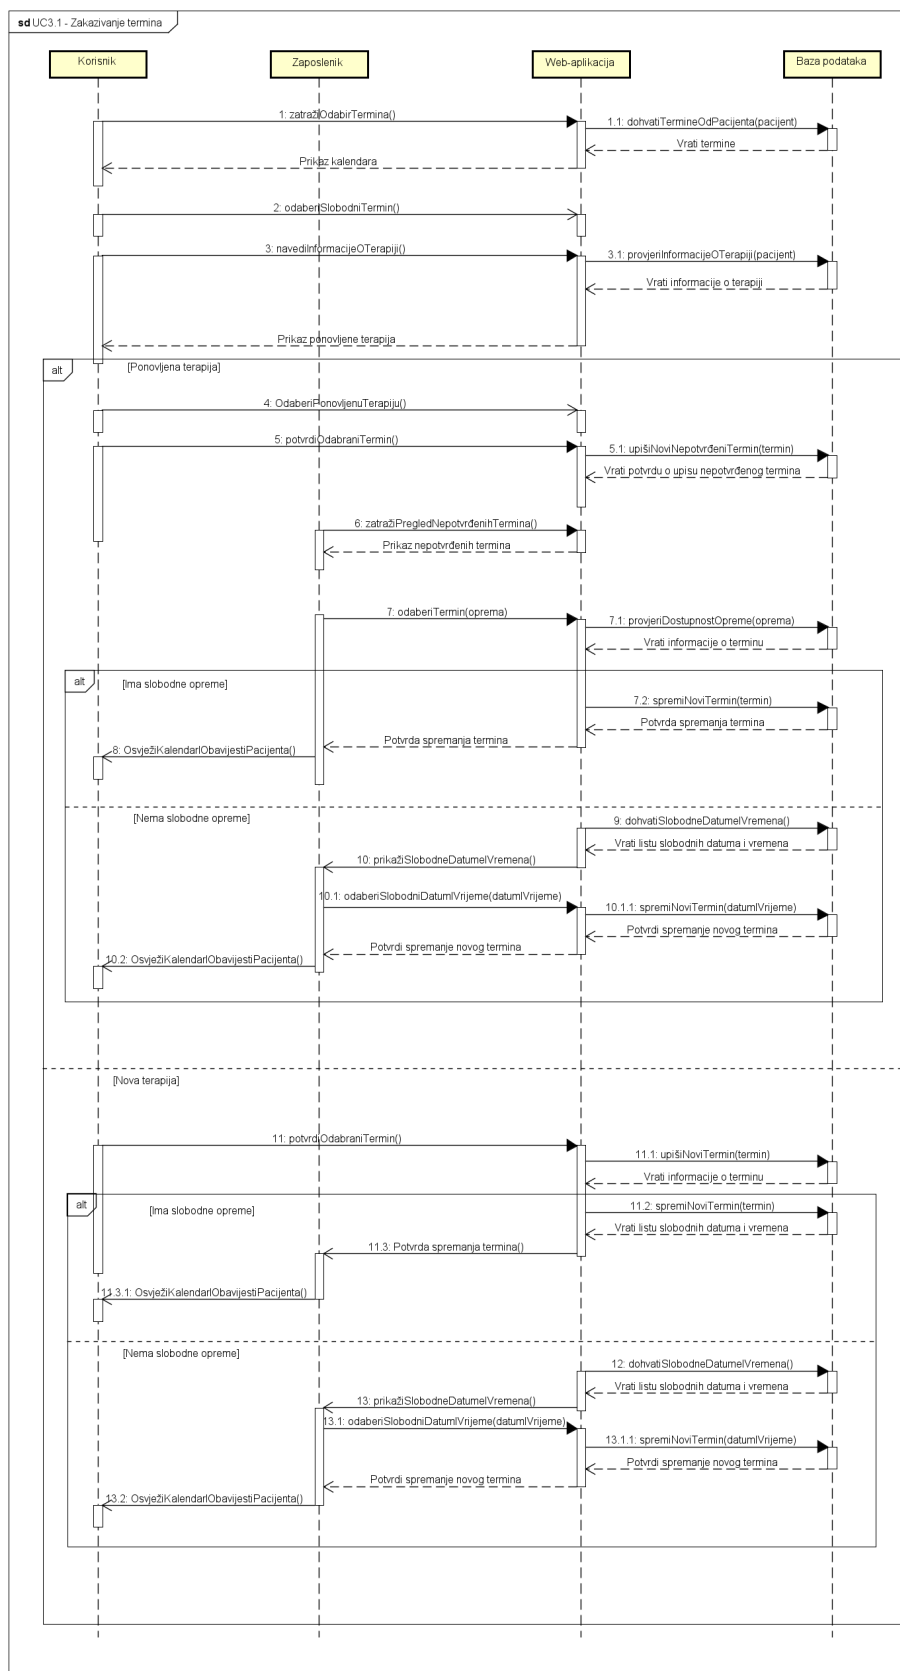 sd UC3.1 - Zakazivanje termina
Korisnik
Zaposlenik
Web-aplikacija
Baza podataka
1: zatražiOdabirTermina()
1.1: dohvatiTermineOdPacijenta(pacijent)
Vrati termine
Prikaz kalendara
2: odaberiSlobodniTermin()
3: navediInformacijeOTerapiji()
3.1: provjeriInformacijeOTerapiji(pacijent)
Vrati informacije o terapiji
Prikaz ponovljene terapija
alt
[Ponovljena terapija]
4: OdaberiPonovljenuTerapiju()
5: potvrdiOdabraniTermin()
5.1: upišiNoviNepotvrđeniTermin(termin)
Vrati potvrdu o upisu nepotvrđenog termina
6: zatražiPregledNepotvrđenihTermina()
Prikaz nepotvrđenih termina
7: odaberiTermin(oprema)
7.1: provjeriDostupnostOpreme(oprema)
Vrati informacije o terminu
alt
[Ima slobodne opreme]
7.2: spremiNoviTermin(termin)
Potvrda spremanja termina
Potvrda spremanja termina
8: OsvježiKalendarIObavijestiPacijenta()
[Nema slobodne opreme]
9: dohvatiSlobodneDatumeIVremena()
Vrati listu slobodnih datuma i vremena
10: prikažiSlobodneDatumeIVremena()
10.1: odaberiSlobodniDatumIVrijeme(datumIVrijeme)
10.1.1: spremiNoviTermin(datumIVrijeme)
Potvrdi spremanje novog termina
Potvrdi spremanje novog termina
10.2: OsvježiKalendarIObavijestiPacijenta()
[Nova terapija]
11: potvrdiOdabraniTermin()
11.1: upišiNoviTermin(termin)
Vrati informacije o terminu
alt
[Ima slobodne opreme]
11.2: spremiNoviTermin(termin)
Vrati listu slobodnih datuma i vremena
11.3: Potvrda spremanja termina()
11.3.1: OsvježiKalendarIObavijestiPacijenta()
[Nema slobodne opreme]
12: dohvatiSlobodneDatumeIVremena()
Vrati listu slobodnih datuma i vremena
13: prikažiSlobodneDatumeIVremena()
13.1: odaberiSlobodniDatumIVrijeme(datumIVrijeme)
13.1.1: spremiNoviTermin(datumIVrijeme)
Potvrdi spremanje novog termina
Potvrdi spremanje novog termina
13.2: OsvježiKalendarIObavijestiPacijenta()